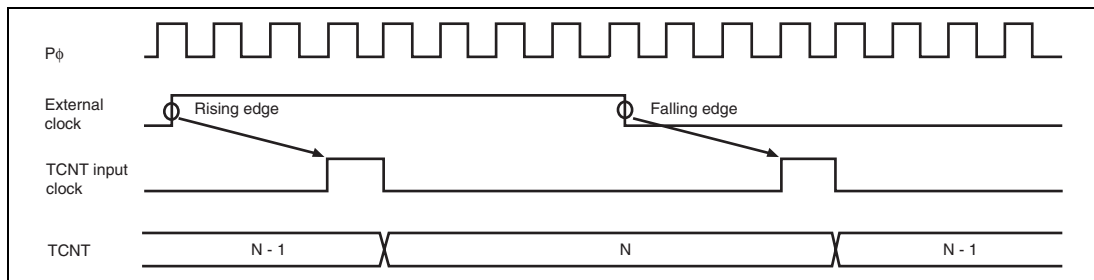 Pφ
External clock
Rising edge
Falling edge
TCNT input clock
TCNT
N - 1
N
N - 1